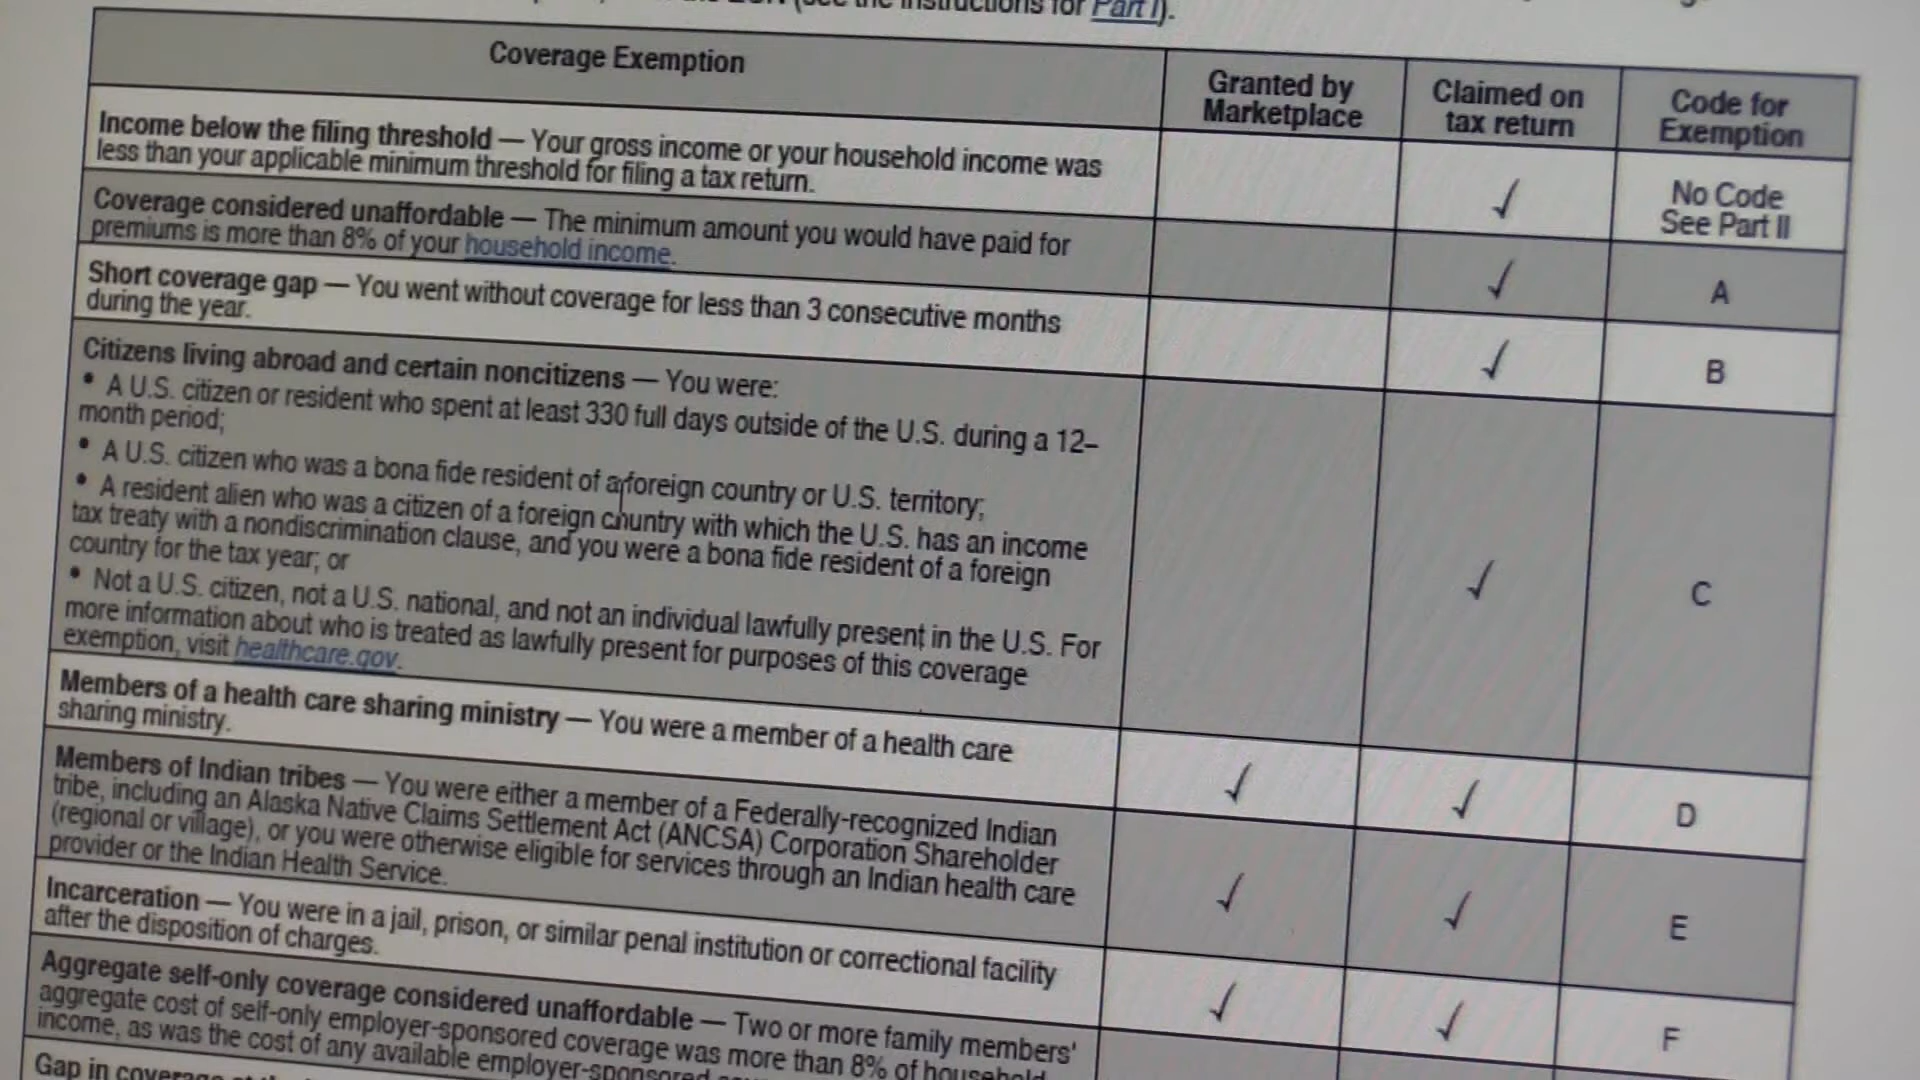 (see the instructions for Part I).
Coverage Exemption
Granted by
Marketplace
Claimed on
tax return
Code for
Exemption
Income below the filing threshold — Your gross income or your household income was
less than your applicable minimum threshold for filing a tax return.
✓
No Code
See Part II
Coverage considered unaffordable — The minimum amount you would have paid for
premiums is more than 8% of your household income.
✓
A
Short coverage gap — You went without coverage for less than 3 consecutive months
during the year.
✓
B
Citizens living abroad and certain noncitizens — You were:
• A U.S. citizen or resident who spent at least 330 full days outside of the U.S. during a 12–
month period;
• A U.S. citizen who was a bona fide resident of a foreign country or U.S. territory;
• A resident alien who was a citizen of a foreign country with which the U.S. has an income
tax treaty with a nondiscrimination clause, and you were a bona fide resident of a foreign
country for the tax year; or
• Not a U.S. citizen, not a U.S. national, and not an individual lawfully present in the U.S. For
more information about who is treated as lawfully present for purposes of this coverage
exemption, visit healthcare.gov.
✓
C
Members of a health care sharing ministry — You were a member of a health care
sharing ministry.
✓
✓
D
Members of Indian tribes — You were either a member of a Federally-recognized Indian
tribe, including an Alaska Native Claims Settlement Act (ANCSA) Corporation Shareholder
(regional or village), or you were otherwise eligible for services through an Indian health care
provider or the Indian Health Service.
✓
✓
E
Incarceration — You were in a jail, prison, or similar penal institution or correctional facility
after the disposition of charges.
✓
✓
F
Aggregate self-only coverage considered unaffordable — Two or more family members'
aggregate cost of self-only employer-sponsored coverage was more than 8% of household
income, as was the cost of any available employer-sponsored
Gap in coverage